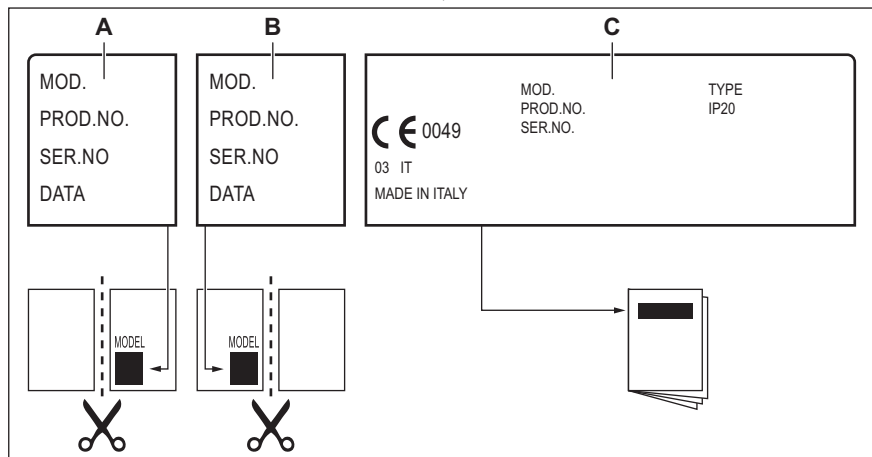 A
B
C
MOD.
PROD.NO.
SER.NO
DATA
MOD.
PROD.NO.
SER.NO
DATA
MOD.
PROD.NO.
SER.NO.
TYPE
IP20
CE 0049
03 IT
MADE IN ITALY
MODEL
MODEL